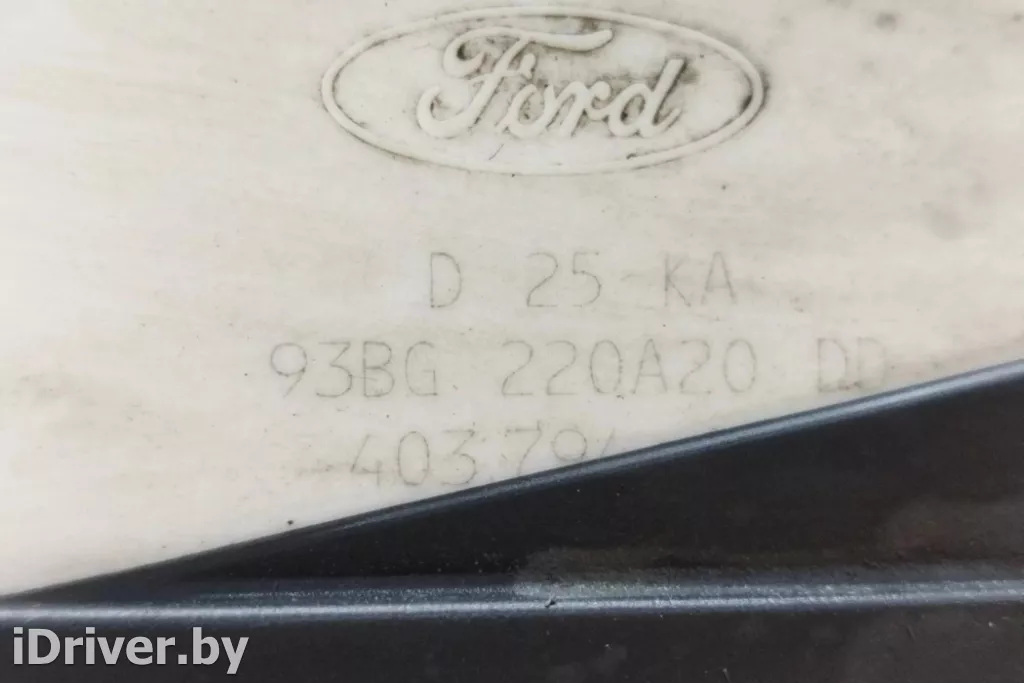 Ford
D 25 KA
93BG 220A20 DD
iDriver.by